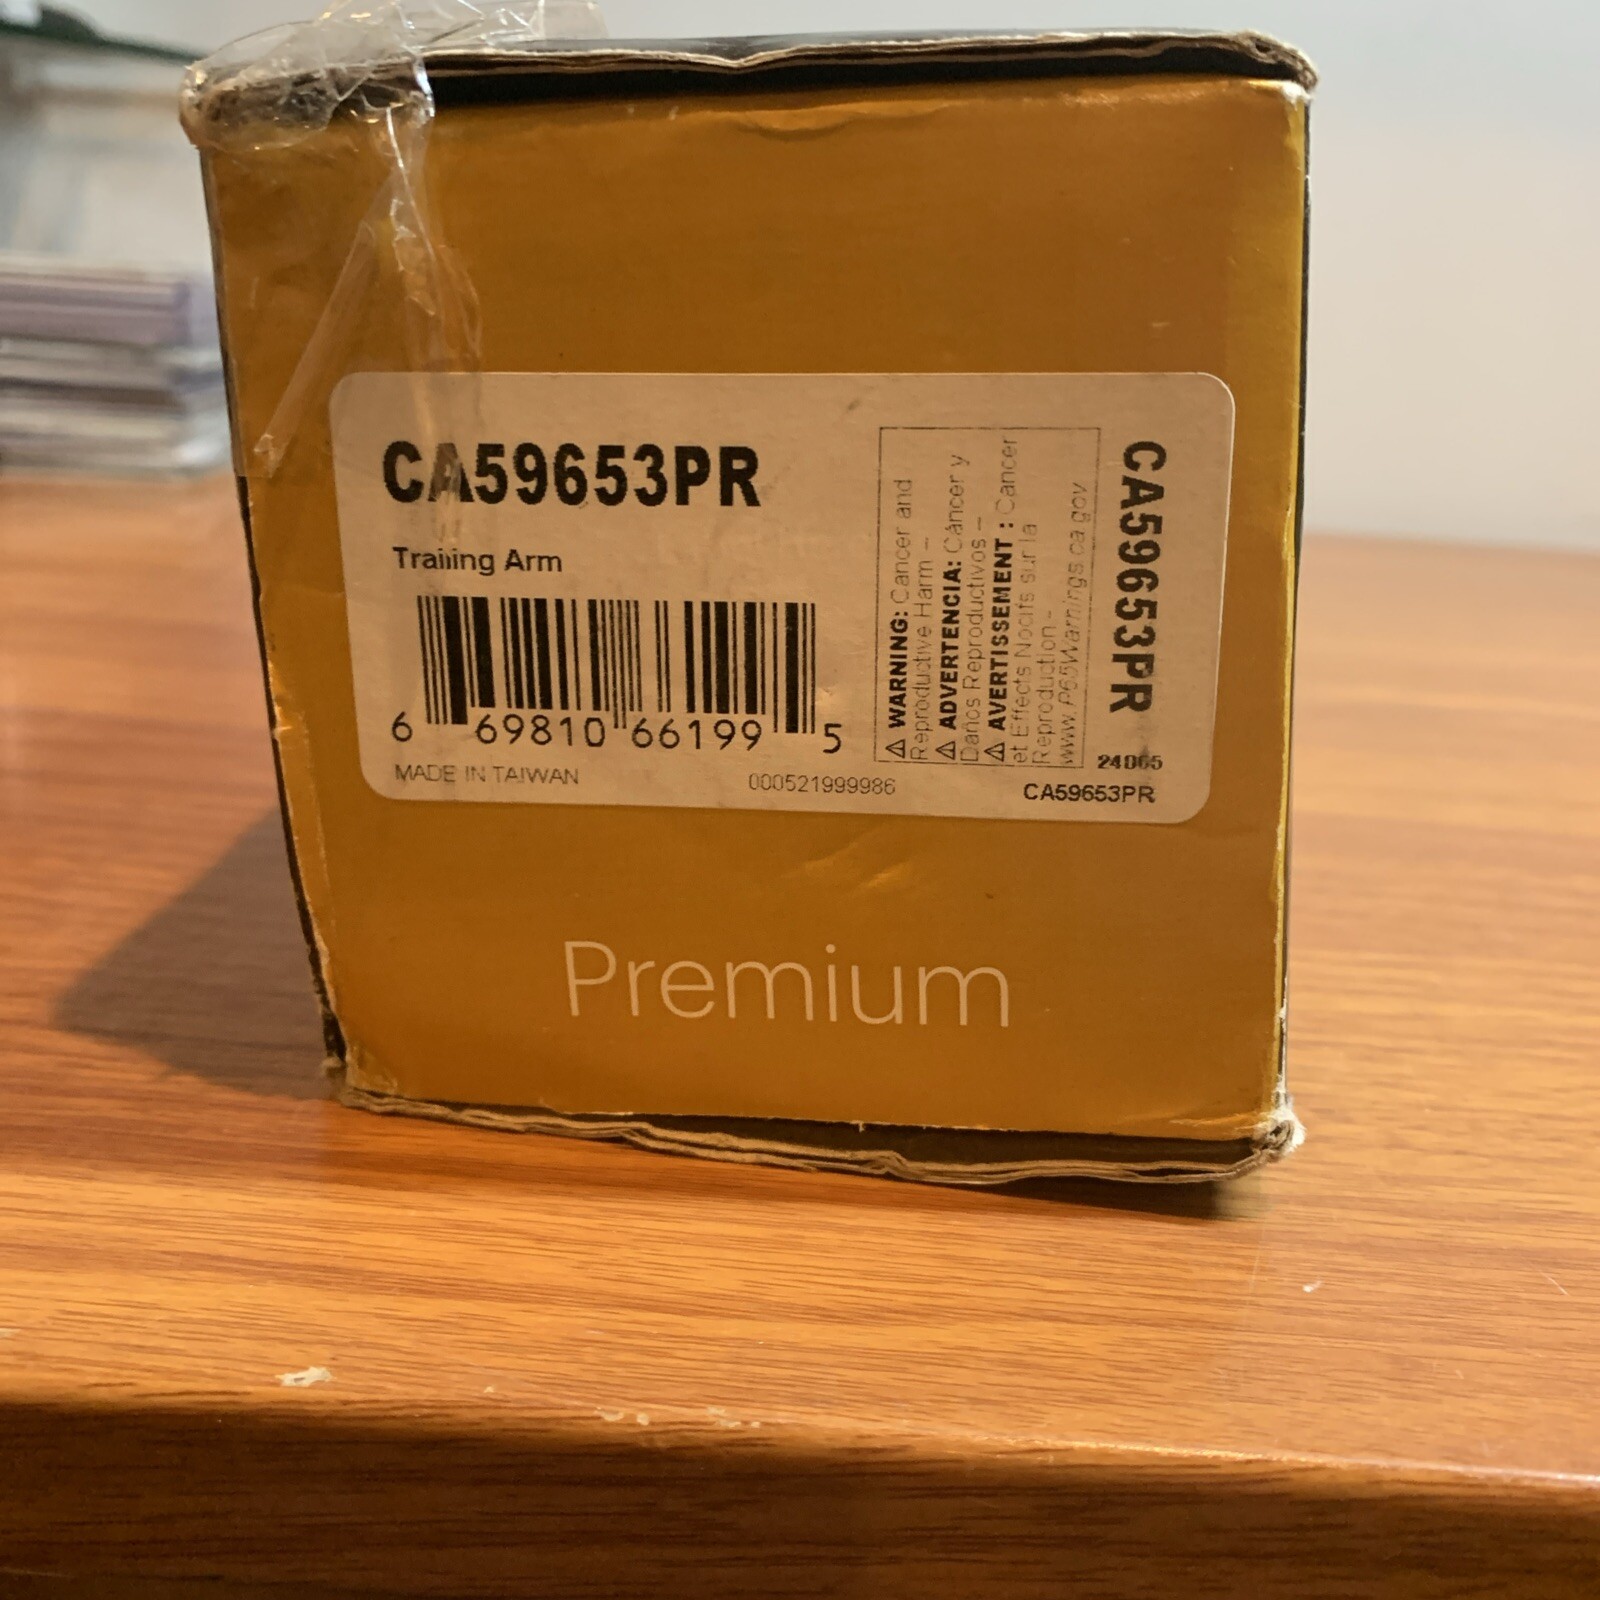 CA59653PR
Trailing Arm
6 69810 66199 5
MADE IN TAIWAN
000521999986
⚠ WARNING: Cancer and
Reproductive Harm –
⚠ ADVERTENCIA: Cáncer y
Daños Reproductivos –
⚠ AVERTISSEMENT : Cancer
et Effects Nocifs sur la
Reproduction -
www.P65Warnings.ca.gov
CA59653PR
24065
CA59653PR
Premium